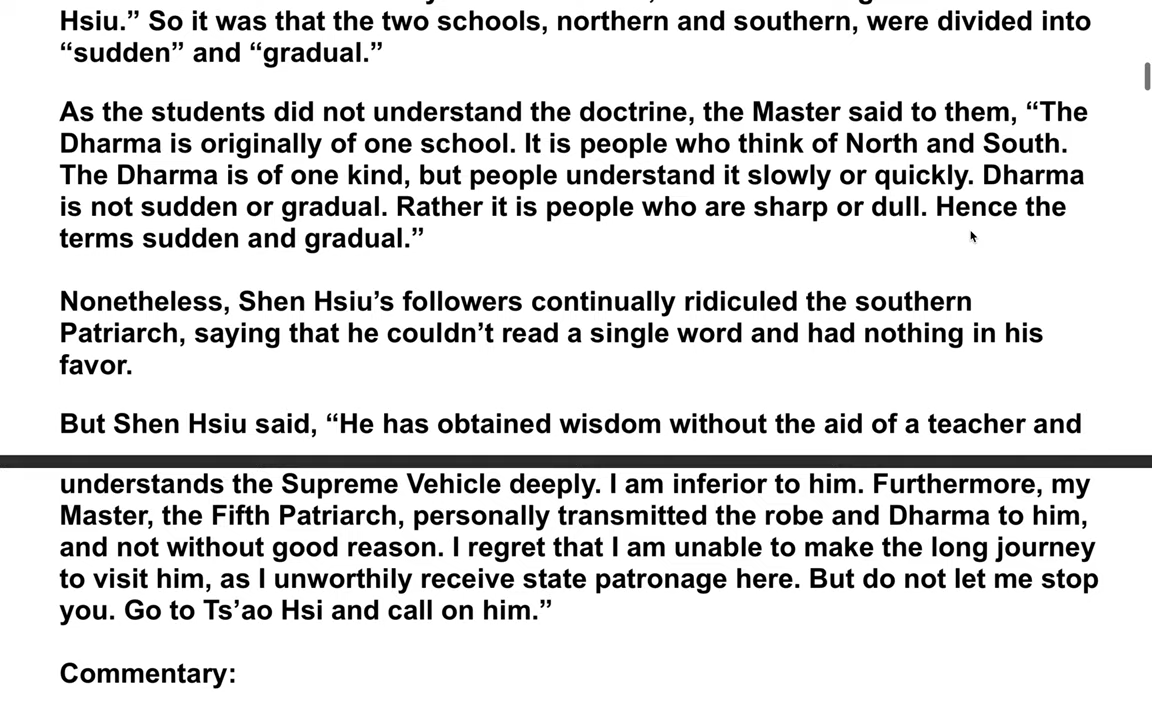 Hsiu.” So it was that the two schools, northern and southern, were divided into
“sudden” and “gradual.”
As the students did not understand the doctrine, the Master said to them, “The
Dharma is originally of one school. It is people who think of North and South.
The Dharma is of one kind, but people understand it slowly or quickly. Dharma
is not sudden or gradual. Rather it is people who are sharp or dull. Hence the
terms sudden and gradual.”
Nonetheless, Shen Hsiu’s followers continually ridiculed the southern
Patriarch, saying that he couldn’t read a single word and had nothing in his
favor.
But Shen Hsiu said, “He has obtained wisdom without the aid of a teacher and
understands the Supreme Vehicle deeply. I am inferior to him. Furthermore, my
Master, the Fifth Patriarch, personally transmitted the robe and Dharma to him,
and not without good reason. I regret that I am unable to make the long journey
to visit him, as I unworthily receive state patronage here. But do not let me stop
you. Go to Ts’ao Hsi and call on him.”
Commentary: